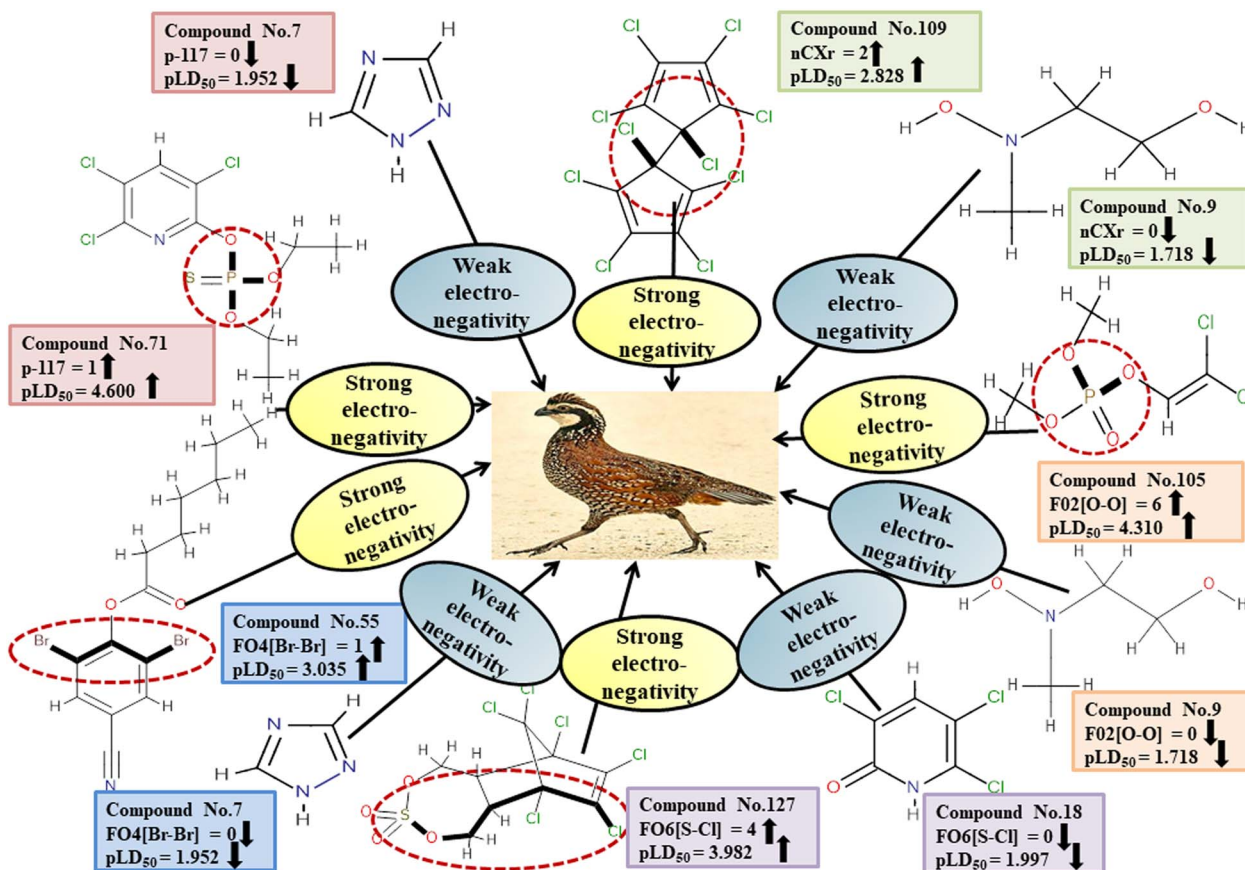 Compound No.7
p-117 = 0
pLD50 = 1.952
Compound No.109
nCXr = 2
pLD50 = 2.828
Compound No.9
nCXr = 0
pLD50 = 1.718
Compound No.71
p-117 = 1
pLD50 = 4.600
Weak
electro-
negativity
Strong
electro-
negativity
Weak
electro-
negativity
Strong
electro-
negativity
Strong
electro-
negativity
Strong
electro-
negativity
Weak
electro-
negativity
Weak
electro-
negativity
Strong
electro-
negativity
Weak
electro-
negativity
Compound No.105
F02[O-O] = 6
pLD50 = 4.310
Compound No.55
FO4[Br-Br] = 1
pLD50 = 3.035
Compound No.9
F02[O-O] = 0
pLD50 = 1.718
Compound No.7
FO4[Br-Br] = 0
pLD50 = 1.952
Compound No.127
FO6[S-Cl] = 4
pLD50 = 3.982
Compound No.18
FO6[S-Cl] = 0
pLD50 = 1.997